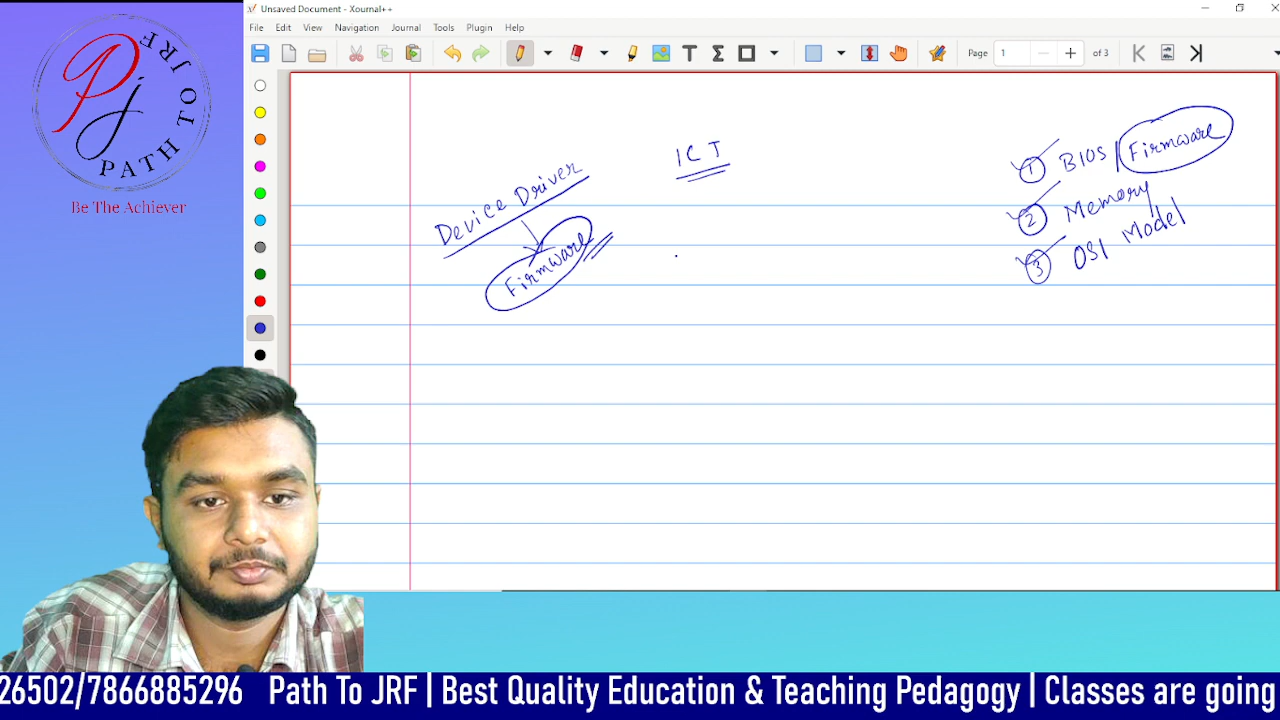 Unsaved Document - Xournal++
File Edit View Navigation Journal Tools Plugin Help
Page 1 of 3
PJ
PATH TO JRF
Be The Achiever
ICT
Device Driver
Firmware
1 BIOS | Firmware
2 Memory
3 OSI Model
26502/7866885296 Path To JRF | Best Quality Education & Teaching Pedagogy | Classes are going